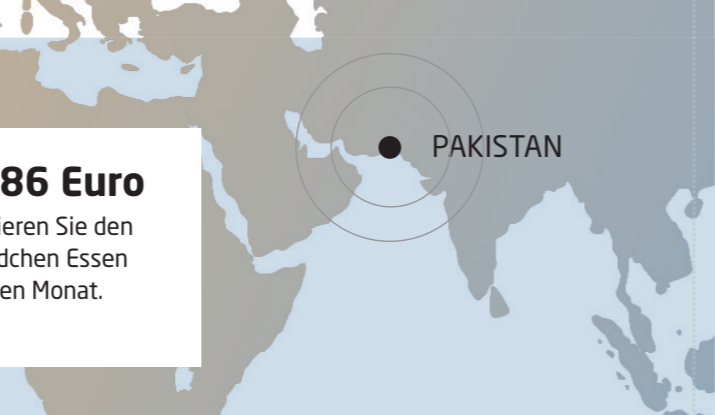 86 Euro
ieren Sie den
dchen Essen
en Monat.
PAKISTAN